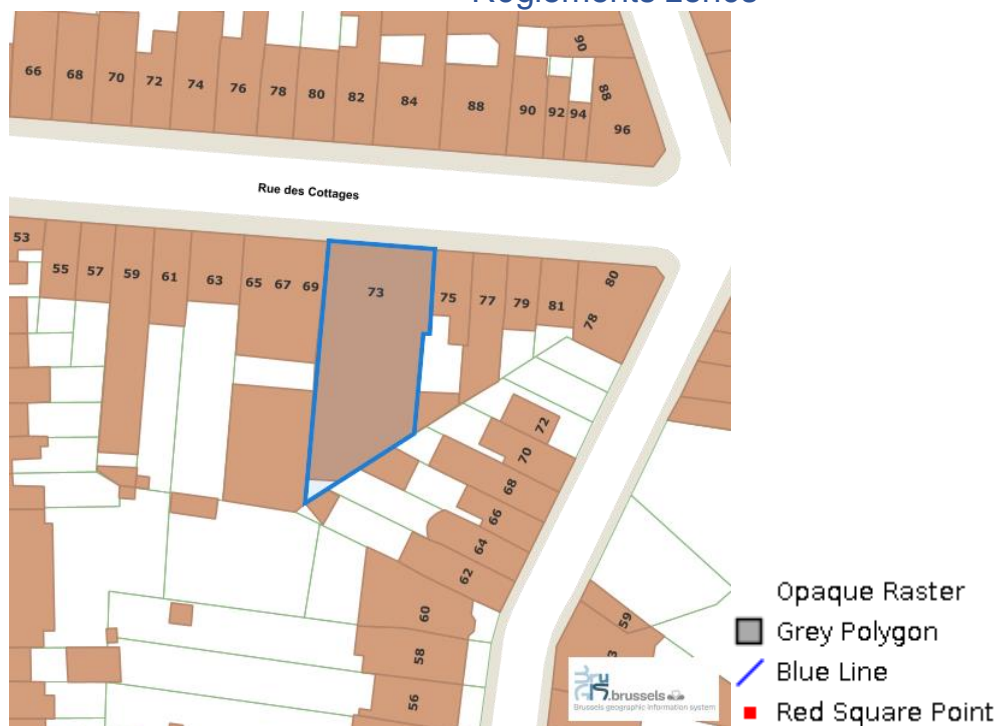 Règlements zonés
66 68 70 72 74 76 78 80 82 84 88 90 92 94 96
90
88
Rue des Cottages
53 55 57 59 61 63 65 67 69 73 75 77 79 81 78 80
72
70
68
66
64
62
60
58
56
59
.brussels
Brussels geographic information system
Opaque Raster
Grey Polygon
Blue Line
Red Square Point